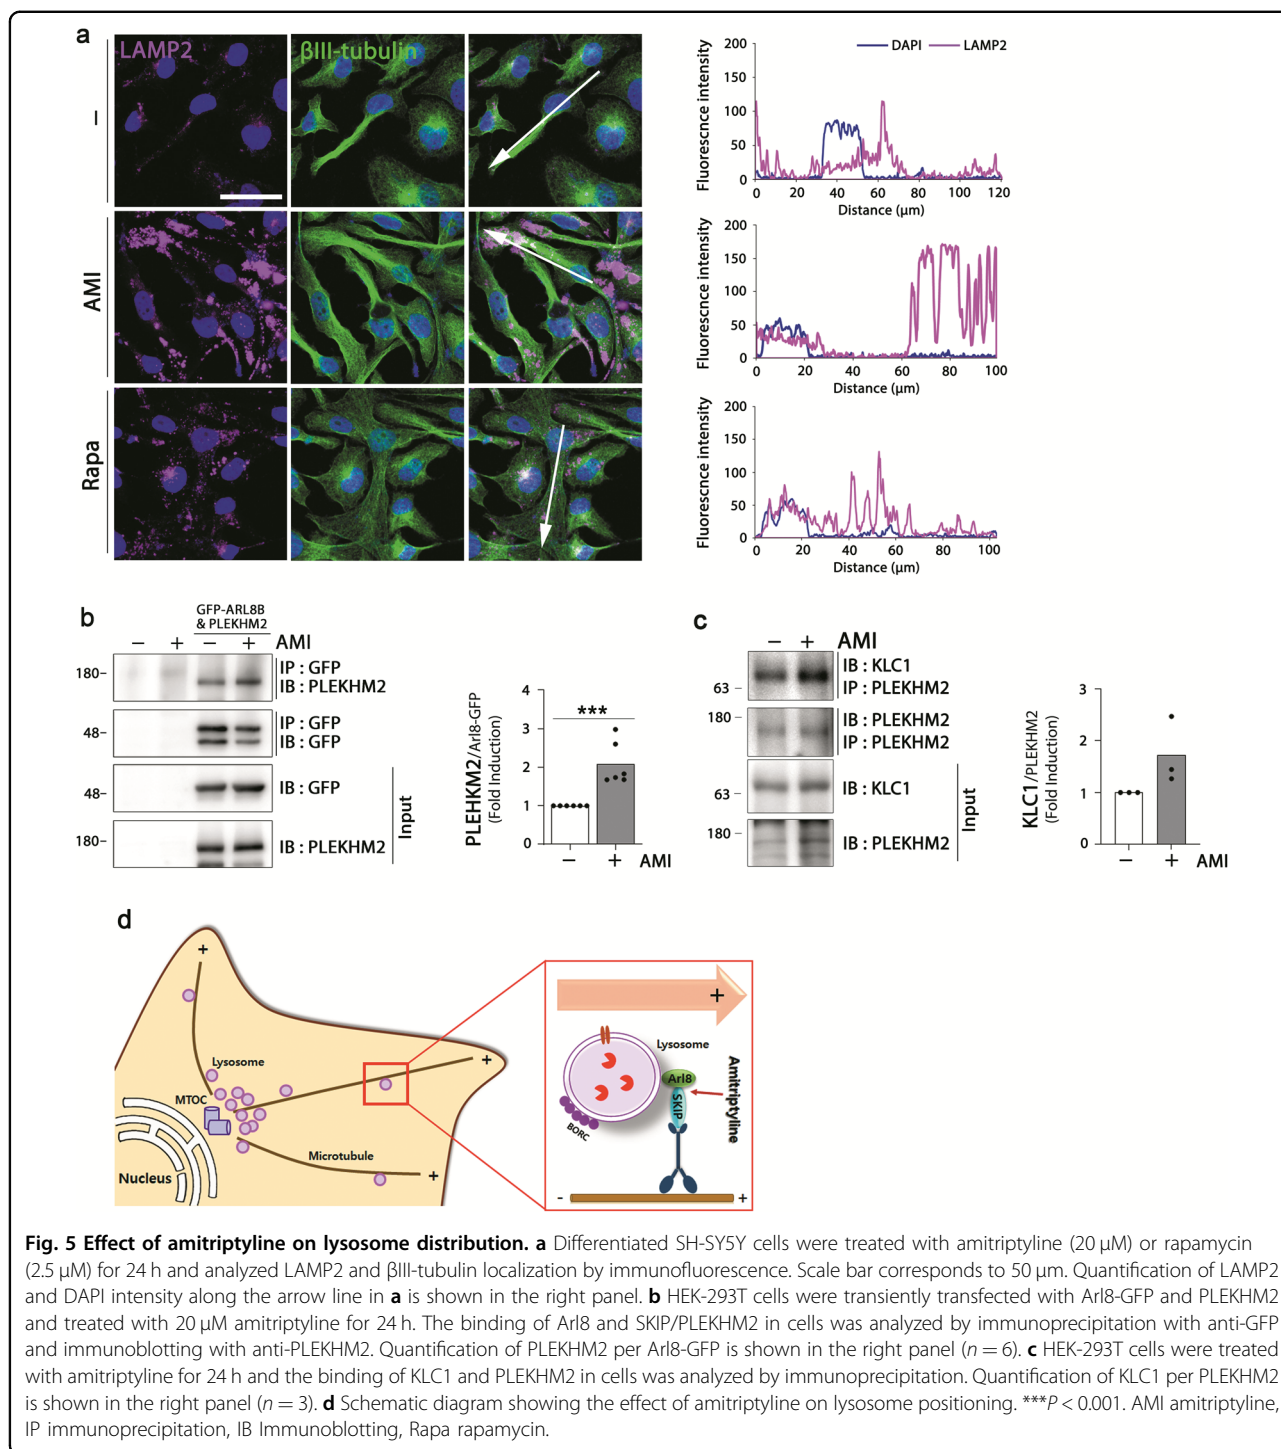 a
LAMP2
βIII-tubulin
–
AMI
Rapa
DAPI LAMP2
Fluorescnce intensity
200
150
100
50
0
0 20 40 60 80 100 120
Distance (µm)
Fluorescnce intensity
200
150
100
50
0
0 20 40 60 80 100
Distance (µm)
Fluorescnce intensity
200
150
100
50
0
0 20 40 60 80 100
Distance (µm)
b
GFP-ARL8B
& PLEKHM2
– + – + AMI
180–
IP : GFP
IB : PLEKHM2
48–
IP : GFP
IB : GFP
48–
IB : GFP
180–
IB : PLEKHM2
Input
PLEHKM2/Arl8-GFP
(Fold Induction)
4
3
2
1
0
***
– + AMI
c
– + AMI
63 –
IB : KLC1
IP : PLEKHM2
180 –
IB : PLEKHM2
IP : PLEKHM2
63 –
IB : KLC1
180 –
IB : PLEKHM2
Input
KLC1/PLEKHM2
(Fold Induction)
3
2
1
0
– + AMI
d
+
Lysosome
MTOC
+
Microtubule
+
Nucleus
+
Lysosome
Arl8
SKIP
Amitriptyline
BORC
- +
Fig. 5 Effect of amitriptyline on lysosome distribution. a Differentiated SH-SY5Y cells were treated with amitriptyline (20 µM) or rapamycin
(2.5 µM) for 24 h and analyzed LAMP2 and βIII-tubulin localization by immunofluorescence. Scale bar corresponds to 50 µm. Quantification of LAMP2
and DAPI intensity along the arrow line in a is shown in the right panel. b HEK-293T cells were transiently transfected with Arl8-GFP and PLEKHM2
and treated with 20 µM amitriptyline for 24 h. The binding of Arl8 and SKIP/PLEKHM2 in cells was analyzed by immunoprecipitation with anti-GFP
and immunoblotting with anti-PLEKHM2. Quantification of PLEKHM2 per Arl8-GFP is shown in the right panel (n = 6). c HEK-293T cells were treated
with amitriptyline for 24 h and the binding of KLC1 and PLEKHM2 in cells was analyzed by immunoprecipitation. Quantification of KLC1 per PLEKHM2
is shown in the right panel (n = 3). d Schematic diagram showing the effect of amitriptyline on lysosome positioning. ***P < 0.001. AMI amitriptyline,
IP immunoprecipitation, IB Immunoblotting, Rapa rapamycin.